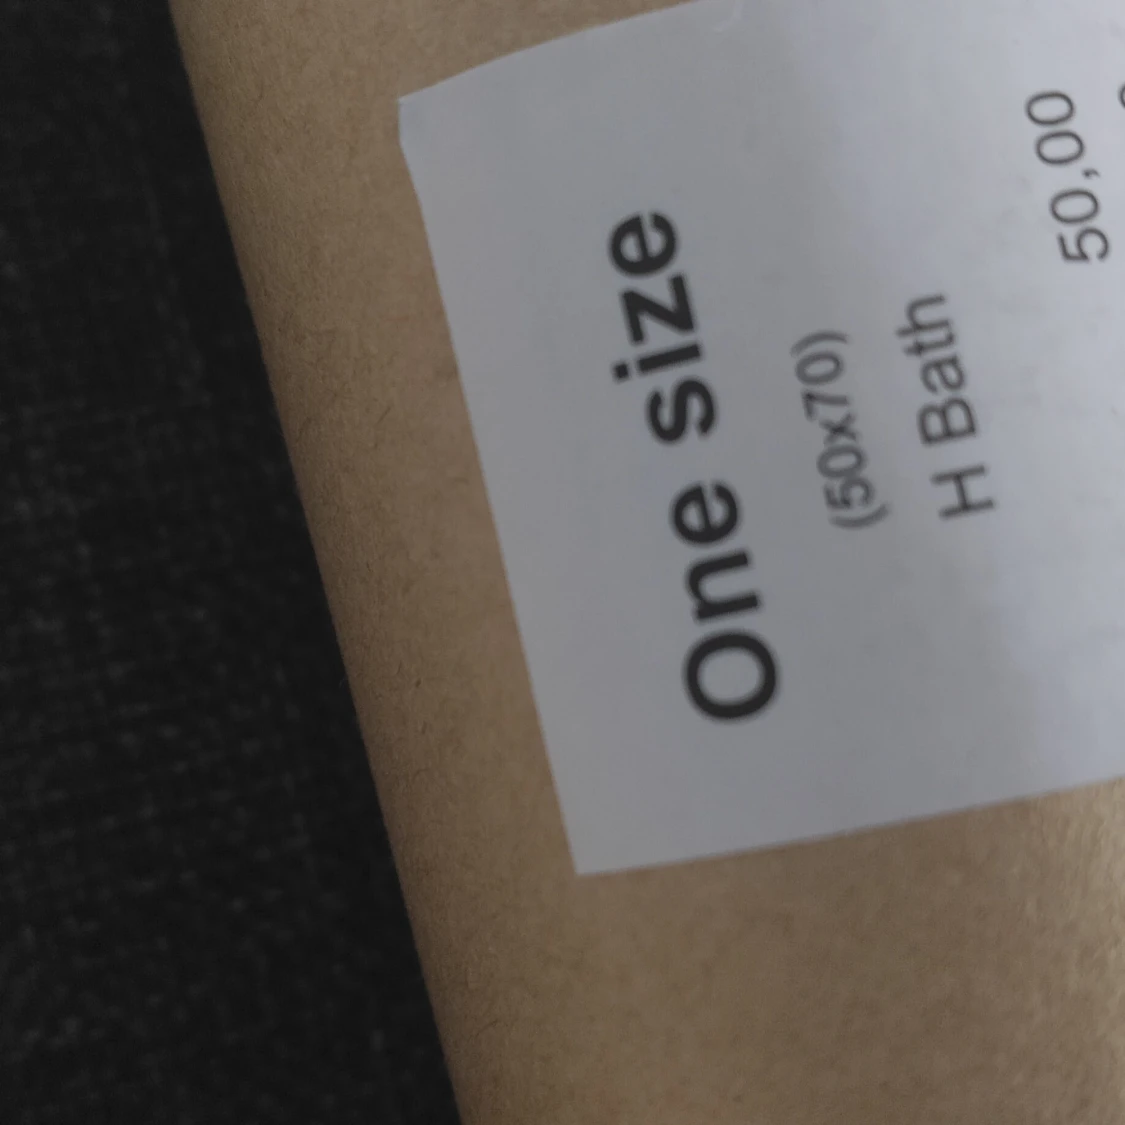 One size
(50x70)
H Bath
50,00